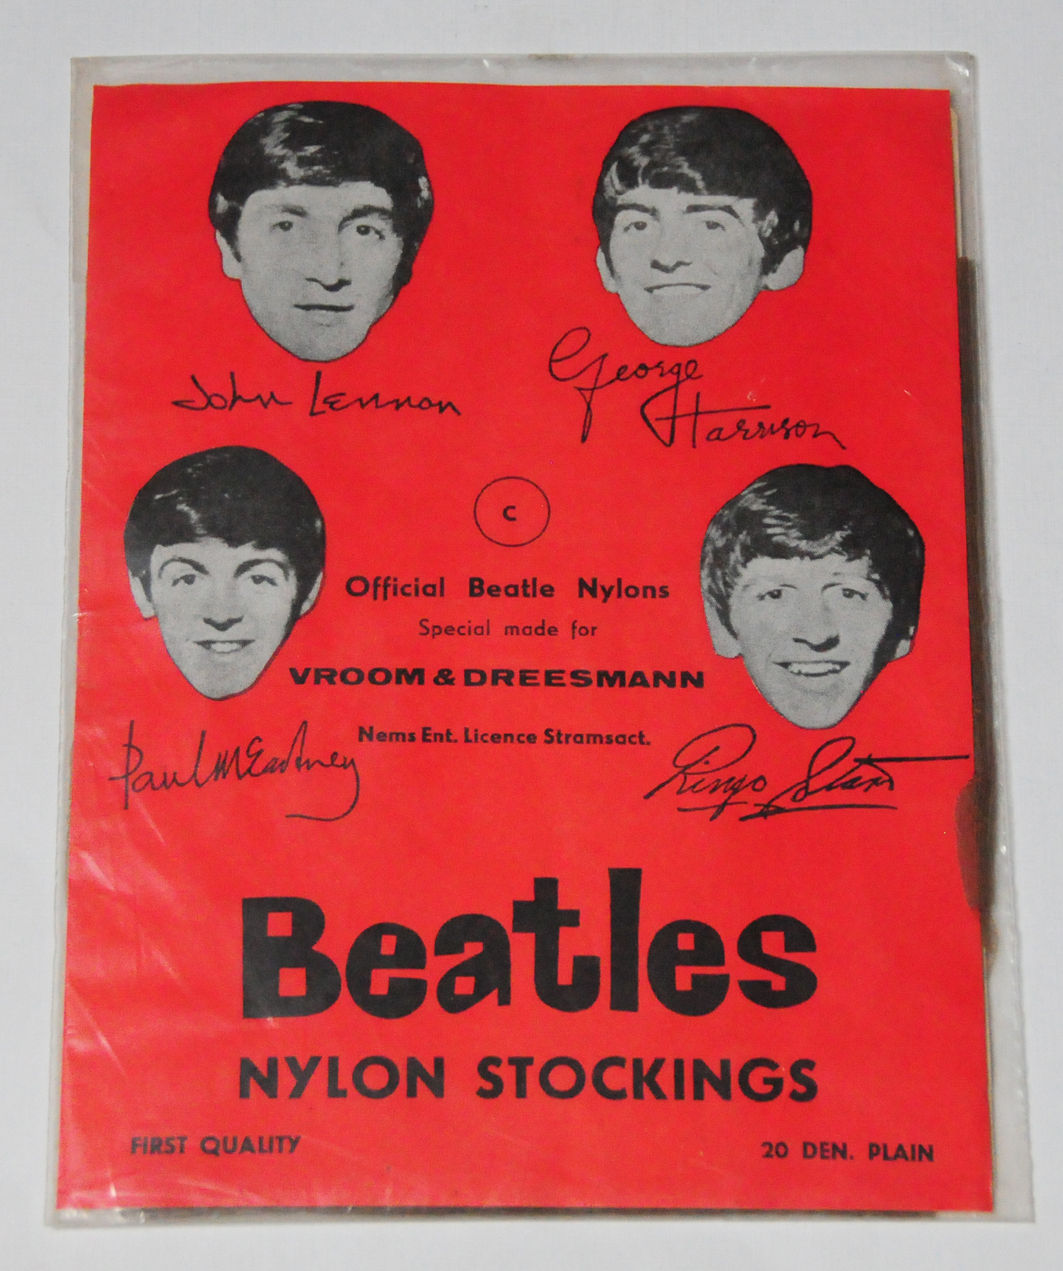 John Lennon
George
Harrison
C
Official Beatle Nylons
Special made for
VROOM & DREESMANN
Nems Ent. Licence Stramsact.
Paul McCartney
Ringo Starr
Beatles
NYLON STOCKINGS
FIRST QUALITY
20 DEN. PLAIN